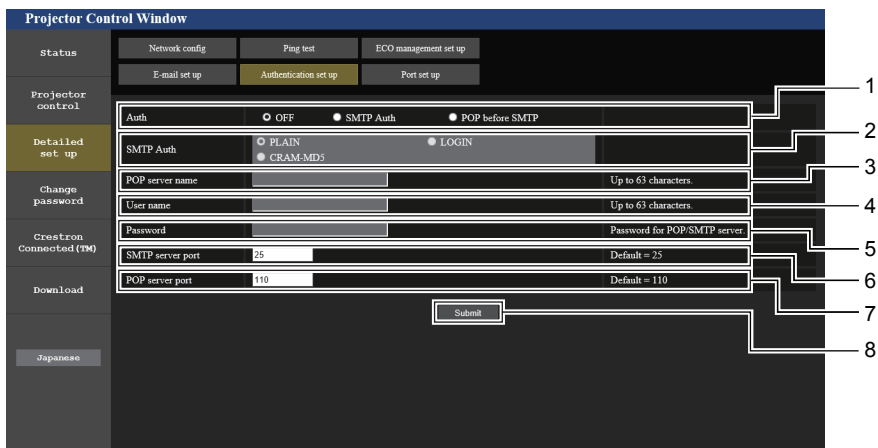 Projector Control Window
Status
Network config
Ping test
ECO management set up
E-mail set up
Authentication set up
Port set up
Projector
control
Detailed
set up
Change
password
Crestron
Connected(TM)
Download
Japanese
Auth
OFF
SMTP Auth
POP before SMTP
1
SMTP Auth
PLAIN
LOGIN
CRAM-MD5
2
POP server name
Up to 63 characters.
3
User name
Up to 63 characters.
4
Password
Password for POP/SMTP server.
5
SMTP server port
25
Default = 25
6
POP server port
110
Default = 110
7
Submit
8